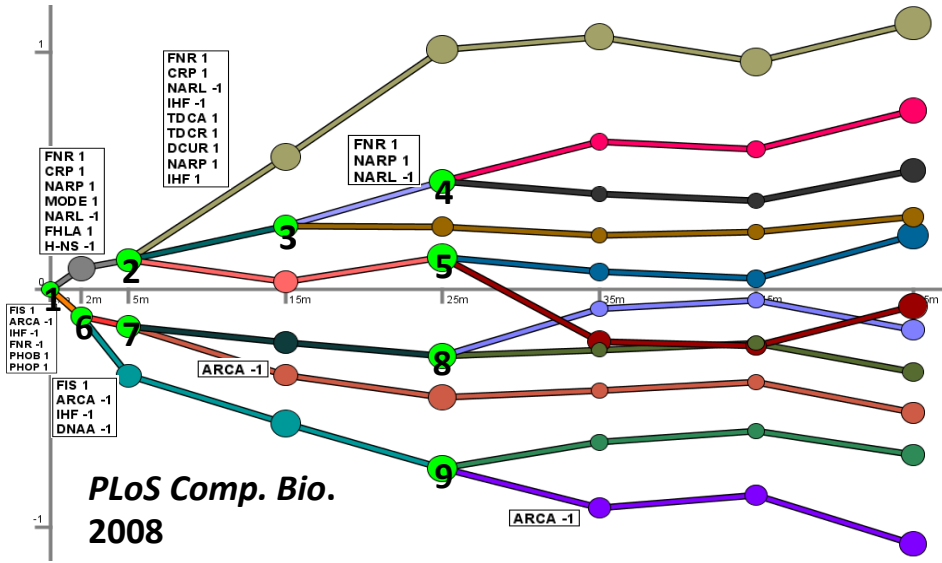 1
FNR 1
CRP 1
NARL -1
IHF -1
TDCA 1
TDCR 1
DCUR 1
NARP 1
IHF 1
FNR 1
NARP 1
NARL -1
FNR 1
CRP 1
NARP 1
MODE 1
NARL -1
FHLA 1
H-NS -1
4
3
2
5
0
1
2m
5m
15m
25m
35m
5m
FIS 1
ARCA -1
IHF -1
FNR -1
PHOB 1
PHOP 1
6
7
8
ARCA -1
FIS 1
ARCA -1
IHF -1
DNAA -1
9
PLoS Comp. Bio.
2008
ARCA -1
-1